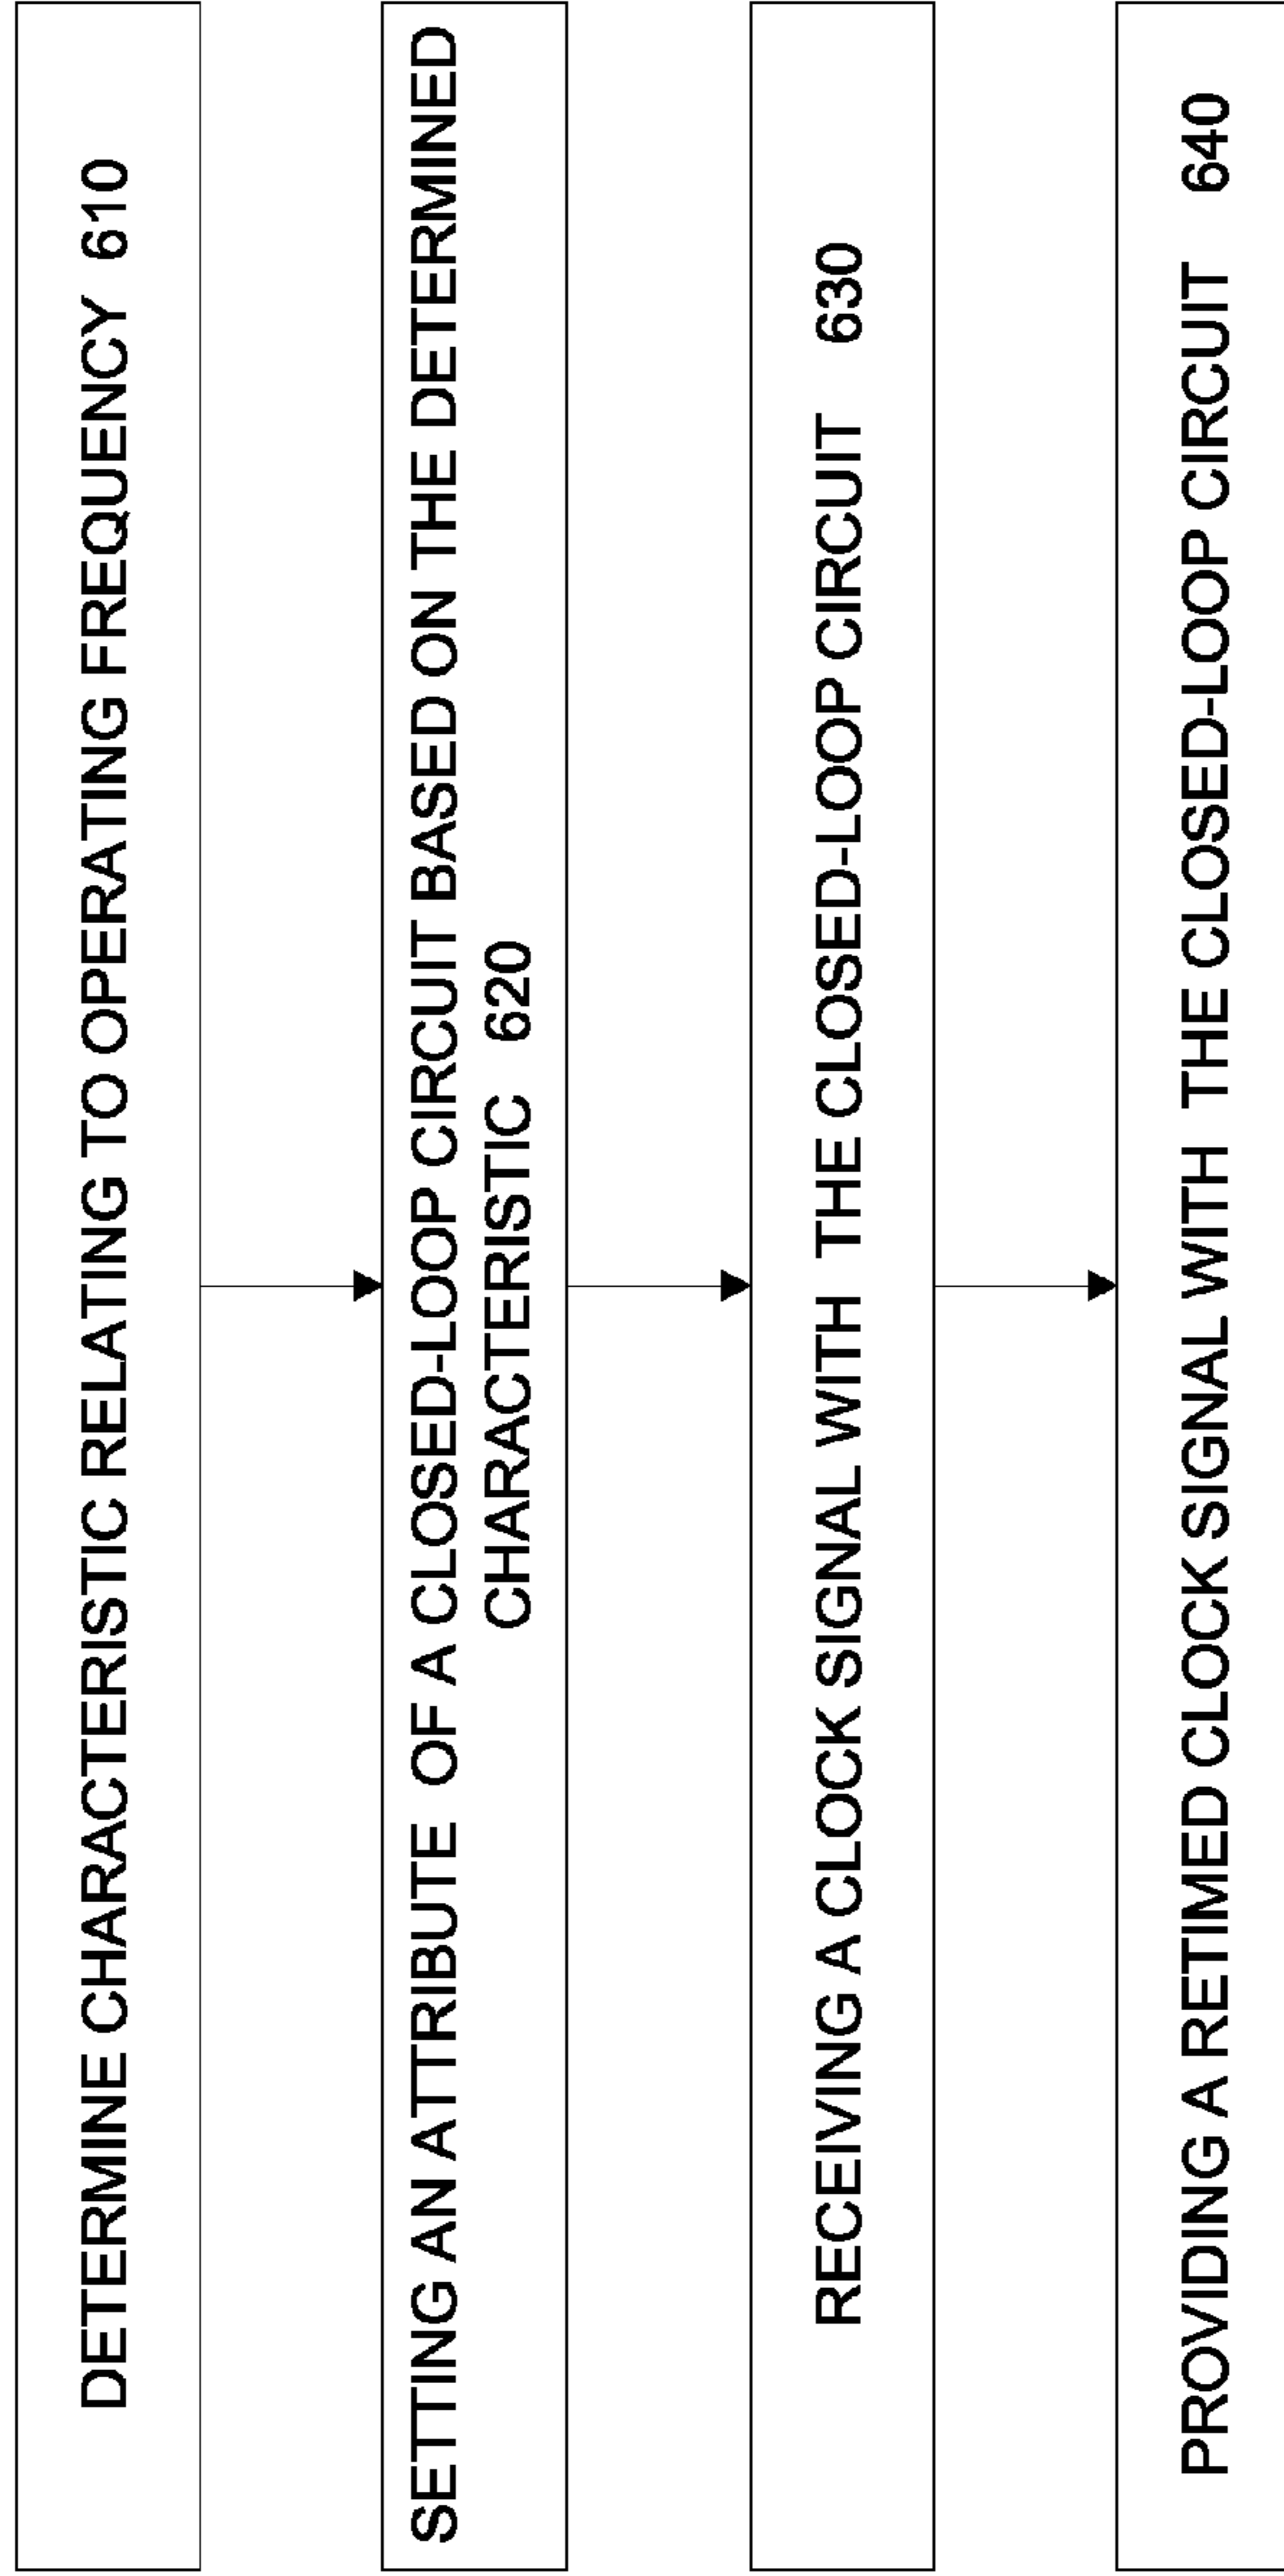 DETERMINE CHARACTERISTIC RELATING TO OPERATING FREQUENCY 610
SETTING AN ATTRIBUTE OF A CLOSED-LOOP CIRCUIT BASED ON THE DETERMINED
CHARACTERISTIC 620
RECEIVING A CLOCK SIGNAL WITH THE CLOSED-LOOP CIRCUIT 630
PROVIDING A RETIMED CLOCK SIGNAL WITH THE CLOSED-LOOP CIRCUIT 640